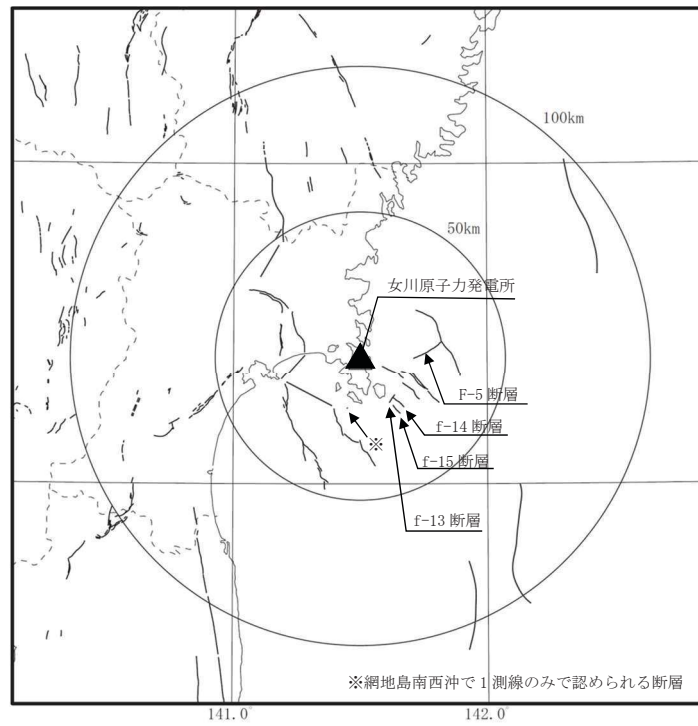 100km
50km
女川原子力発電所
F-5 断層
f-14 断層
※
f-15 断層
f-13 断層
※網地島南西沖で1測線のみで認められる断層
141.0°
142.0°